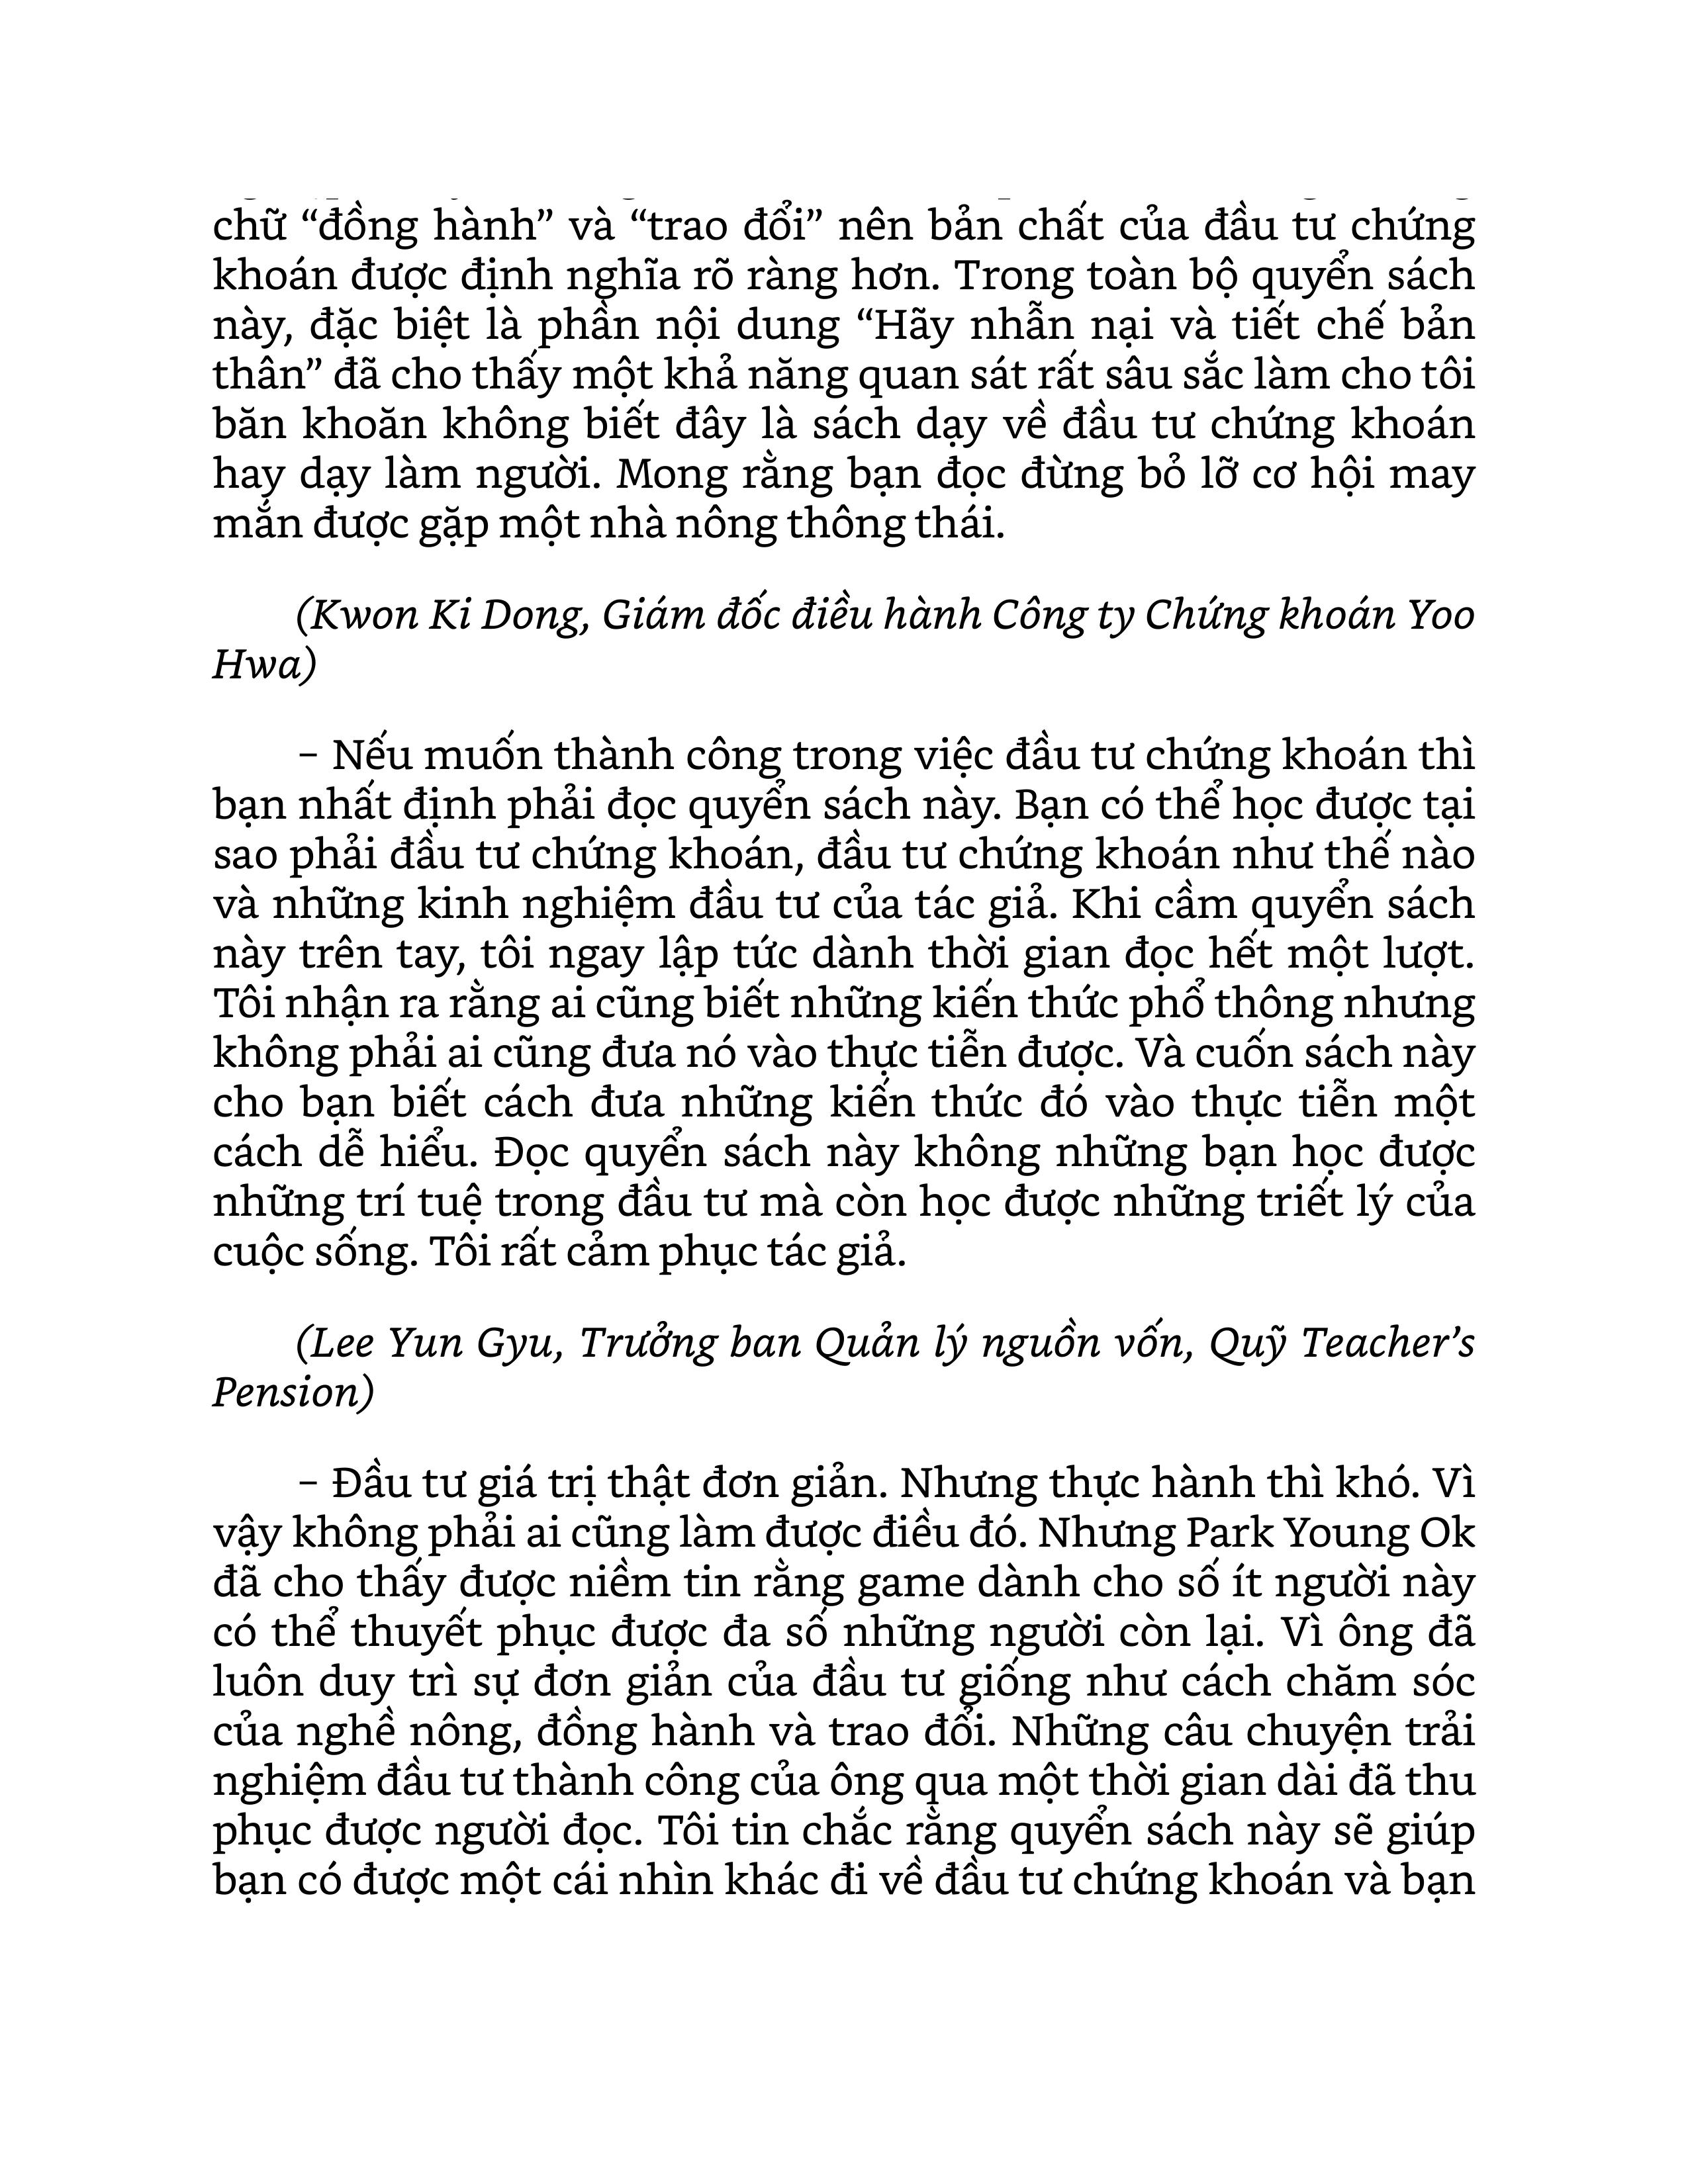 chữ “đồng hành” và “trao đổi” nên bản chất của đầu tư chứng
khoán được định nghĩa rõ ràng hơn. Trong toàn bộ quyển sách
này, đặc biệt là phần nội dung “Hãy nhẫn nại và tiết chế bản
thân” đã cho thấy một khả năng quan sát rất sâu sắc làm cho tôi
băn khoăn không biết đây là sách dạy về đầu tư chứng khoán
hay dạy làm người. Mong rằng bạn đọc đừng bỏ lỡ cơ hội may
mắn được gặp một nhà nông thông thái.
(Kwon Ki Dong, Giám đốc điều hành Công ty Chứng khoán Yoo
Hwa)
– Nếu muốn thành công trong việc đầu tư chứng khoán thì
bạn nhất định phải đọc quyển sách này. Bạn có thể học được tại
sao phải đầu tư chứng khoán, đầu tư chứng khoán như thế nào
và những kinh nghiệm đầu tư của tác giả. Khi cầm quyển sách
này trên tay, tôi ngay lập tức dành thời gian đọc hết một lượt.
Tôi nhận ra rằng ai cũng biết những kiến thức phổ thông nhưng
không phải ai cũng đưa nó vào thực tiễn được. Và cuốn sách này
cho bạn biết cách đưa những kiến thức đó vào thực tiễn một
cách dễ hiểu. Đọc quyển sách này không những bạn học được
những trí tuệ trong đầu tư mà còn học được những triết lý của
cuộc sống. Tôi rất cảm phục tác giả.
(Lee Yun Gyu, Trưởng ban Quản lý nguồn vốn, Quỹ Teacher’s
Pension)
– Đầu tư giá trị thật đơn giản. Nhưng thực hành thì khó. Vì
vậy không phải ai cũng làm được điều đó. Nhưng Park Young Ok
đã cho thấy được niềm tin rằng game dành cho số ít người này
có thể thuyết phục được đa số những người còn lại. Vì ông đã
luôn duy trì sự đơn giản của đầu tư giống như cách chăm sóc
của nghề nông, đồng hành và trao đổi. Những câu chuyện trải
nghiệm đầu tư thành công của ông qua một thời gian dài đã thu
phục được người đọc. Tôi tin chắc rằng quyển sách này sẽ giúp
bạn có được một cái nhìn khác đi về đầu tư chứng khoán và bạn